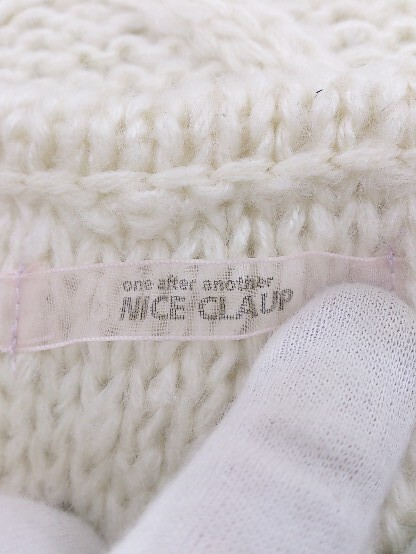 one after another
NICE CLAUP